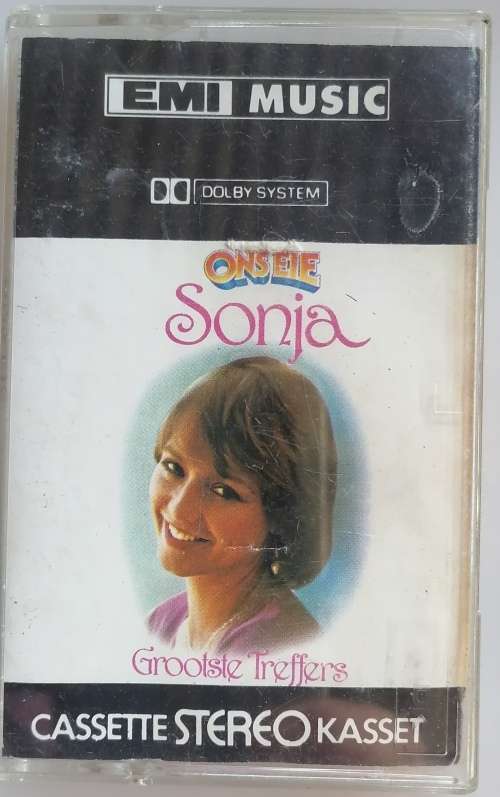 EMI MUSIC
DOLBY SYSTEM
ONS EIE
Sonja
Grootste Treffers
CASSETTE STEREO KASSET